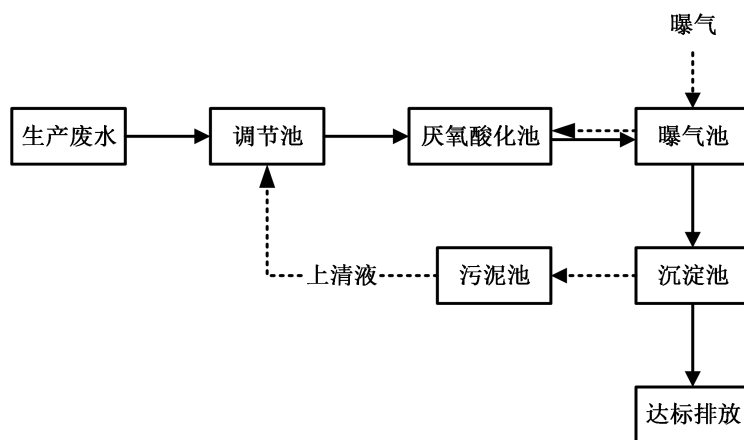 曝气
生产废水
调节池
厌氧酸化池
曝气池
上清液
污泥池
沉淀池
达标排放